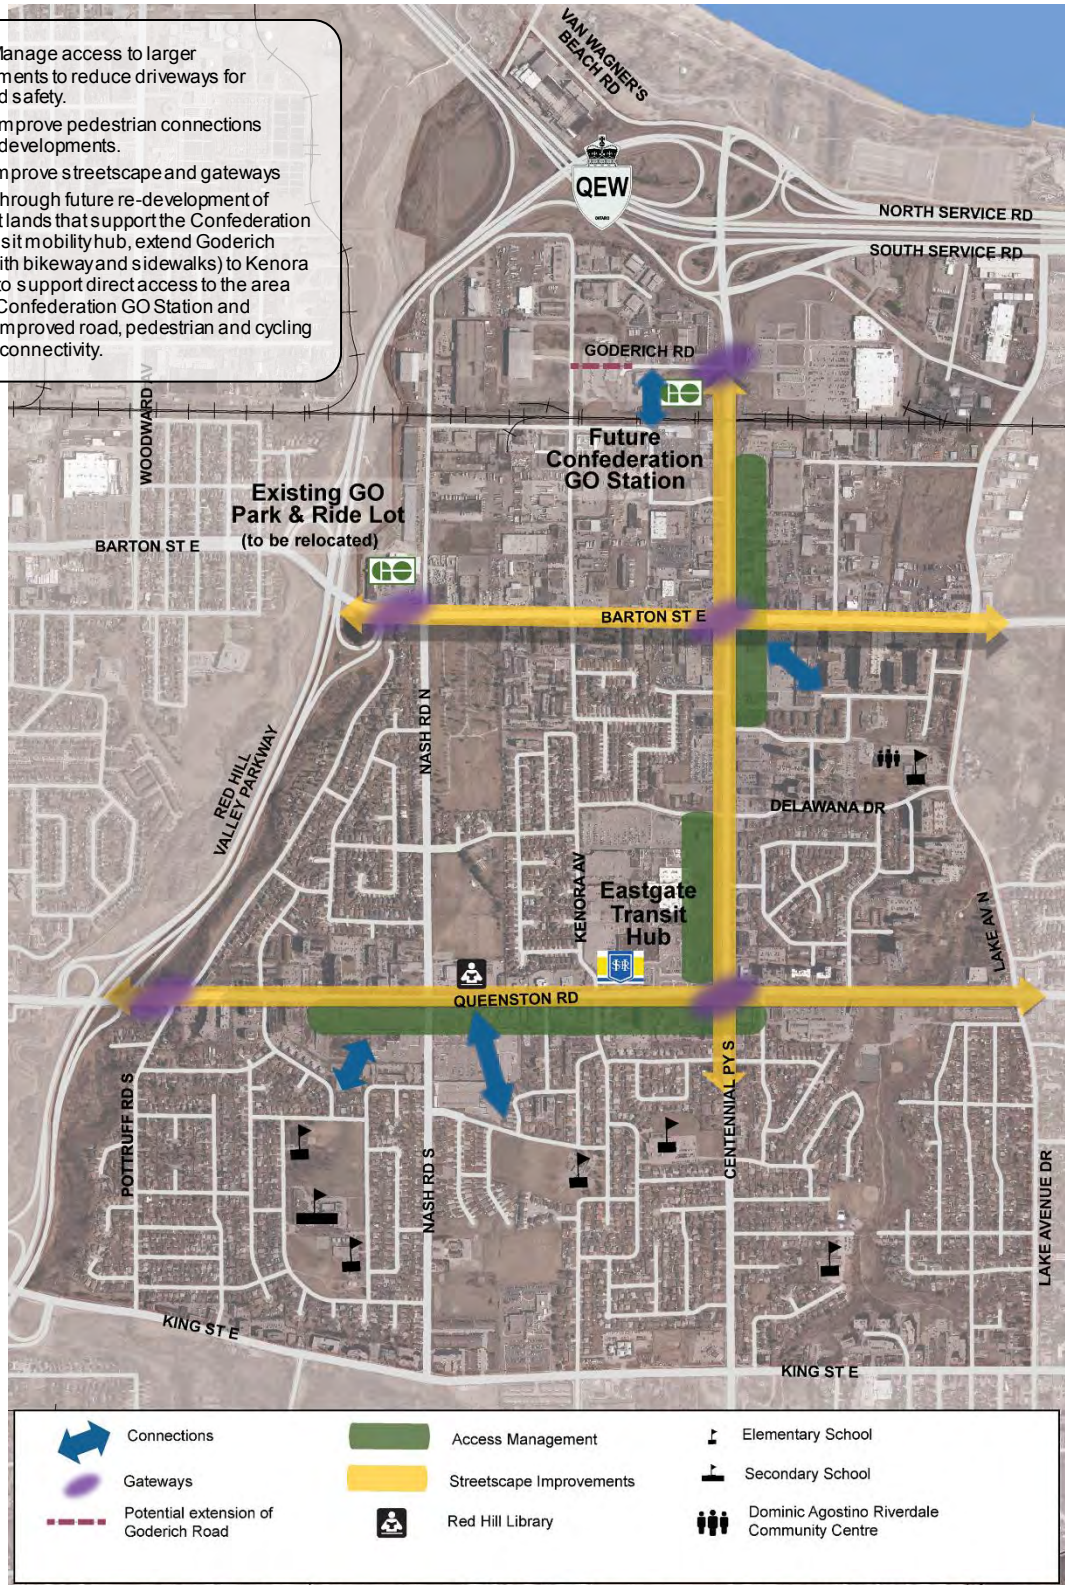 Manage access to larger
ments to reduce driveways for
d safety.
mprove pedestrian connections
developments.
mprove streetscape and gateways
hrough future re-development of
t lands that support the Confederation
sit mobility hub, extend Goderich
ith bikeway and sidewalks) to Kenora
to support direct access to the area
Confederation GO Station and
mproved road, pedestrian and cycling
connectivity.
VAN WAGNER'S
BEACH RD
QEW
ONTARIO
NORTH SERVICE RD
SOUTH SERVICE RD
GODERICH RD
GO
WOODWARD AV
Future
Confederation
GO Station
Existing GO
Park & Ride Lot
(to be relocated)
BARTON ST E
GO
BARTON ST E
NASH RD N
RED HILL
VALLEY PARKWAY
DELAWANA DR
KENORA AV
Eastgate
Transit
Hub
HSR
LAKE AV N
QUEENSTON RD
POTTRUFF RD S
NASH RD S
CENTENNIAL PY S
LAKE AVENUE DR
KING ST E
KING ST E
Connections
Access Management
Elementary School
Gateways
Streetscape Improvements
Secondary School
Potential extension of
Goderich Road
Red Hill Library
Dominic Agostino Riverdale
Community Centre